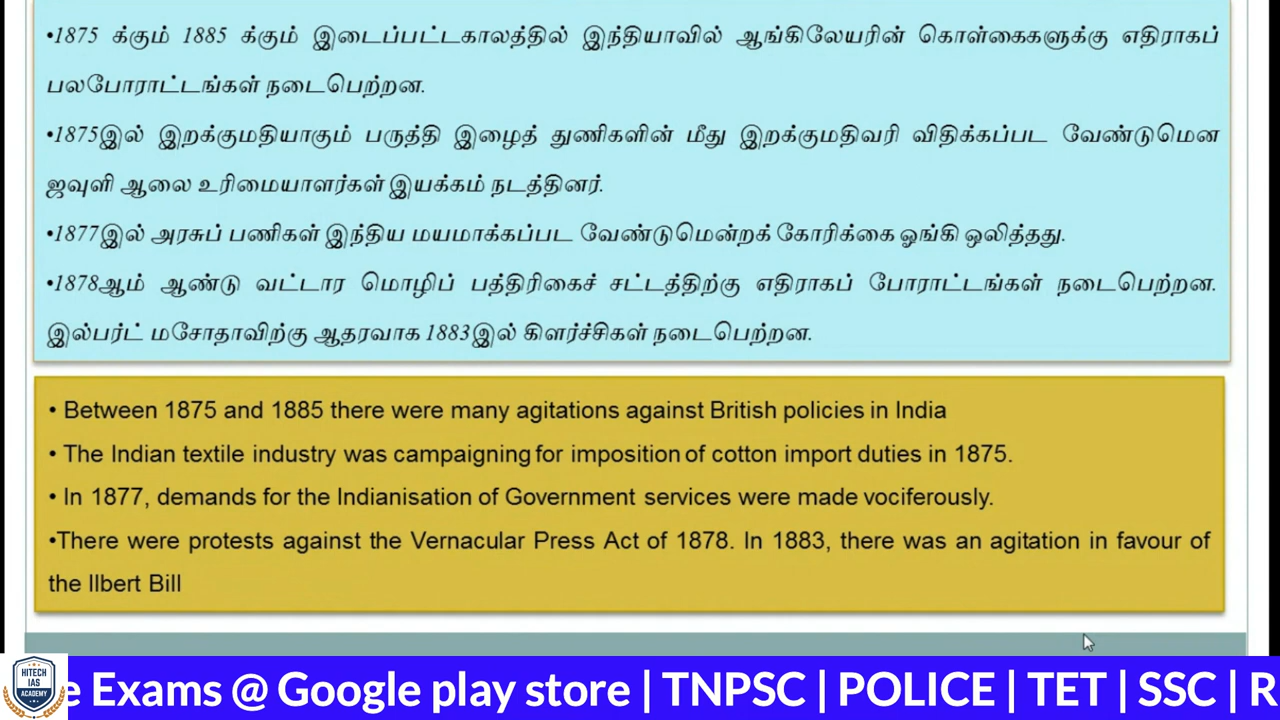 •1875 க்கும் 1885 க்கும் இடைப்பட்டகாலத்தில் இந்தியாவில் ஆங்கிலேயரின் கொள்கைகளுக்கு எதிராகப்
பலபோராட்டங்கள் நடைபெற்றன.
•1875இல் இறக்குமதியாகும் பருத்தி இழைத் துணிகளின் மீது இறக்குமதிவரி விதிக்கப்பட வேண்டுமென
ஜவுளி ஆலை உரிமையாளர்கள் இயக்கம் நடத்தினர்.
•1877இல் அரசுப் பணிகள் இந்திய மயமாக்கப்பட வேண்டுமென்றக் கோரிக்கை ஓங்கி ஒலித்தது.
•1878ஆம் ஆண்டு வட்டார மொழிப் பத்திரிகைச் சட்டத்திற்கு எதிராகப் போராட்டங்கள் நடைபெற்றன.
இல்பர்ட் மசோதாவிற்கு ஆதரவாக 1883இல் கிளர்ச்சிகள் நடைபெற்றன.
• Between 1875 and 1885 there were many agitations against British policies in India
• The Indian textile industry was campaigning for imposition of cotton import duties in 1875.
• In 1877, demands for the Indianisation of Government services were made vociferously.
•There were protests against the Vernacular Press Act of 1878. In 1883, there was an agitation in favour of
the Ilbert Bill
HITECH
IAS
ACADEMY
e Exams @ Google play store | TNPSC | POLICE | TET | SSC | R